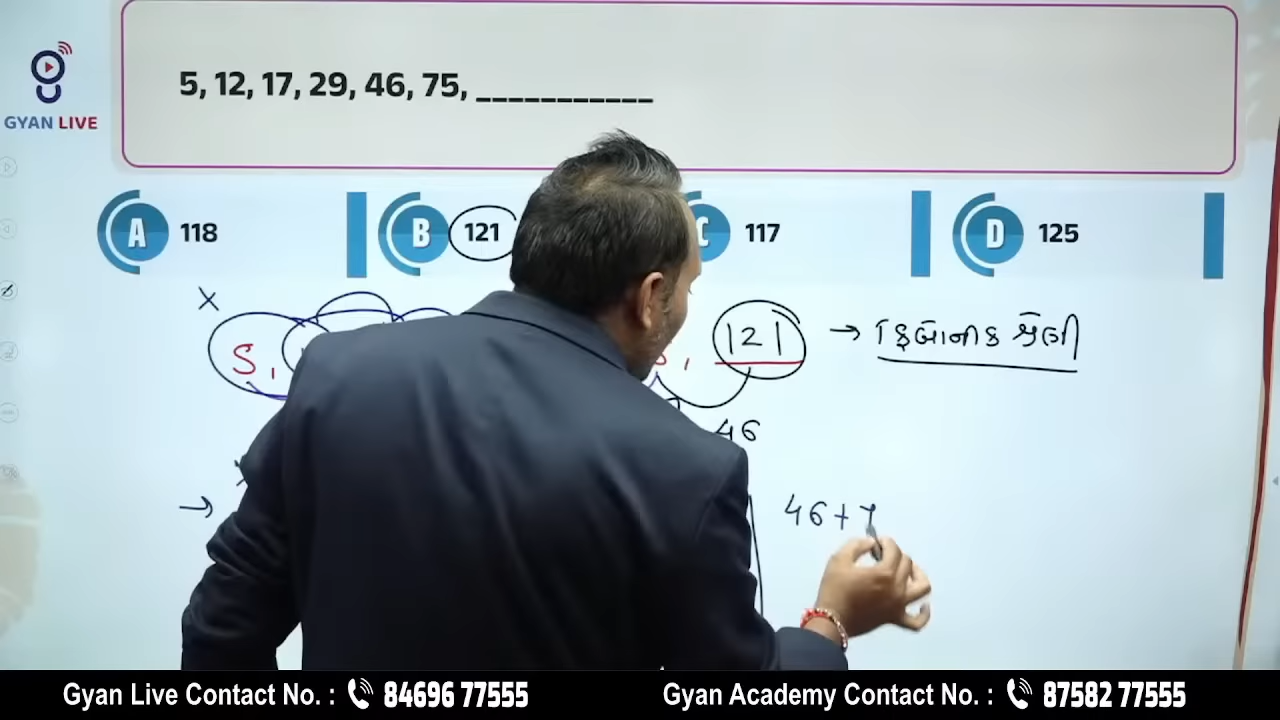 GYAN LIVE
5, 12, 17, 29, 46, 75, ___________
A 118
B 121
C 117
D 125
x
5, 121 → ફિબોનાક શ્રેણી
46
→
46+7
Gyan Live Contact No. : 84696 77555
Gyan Academy Contact No. : 87582 77555